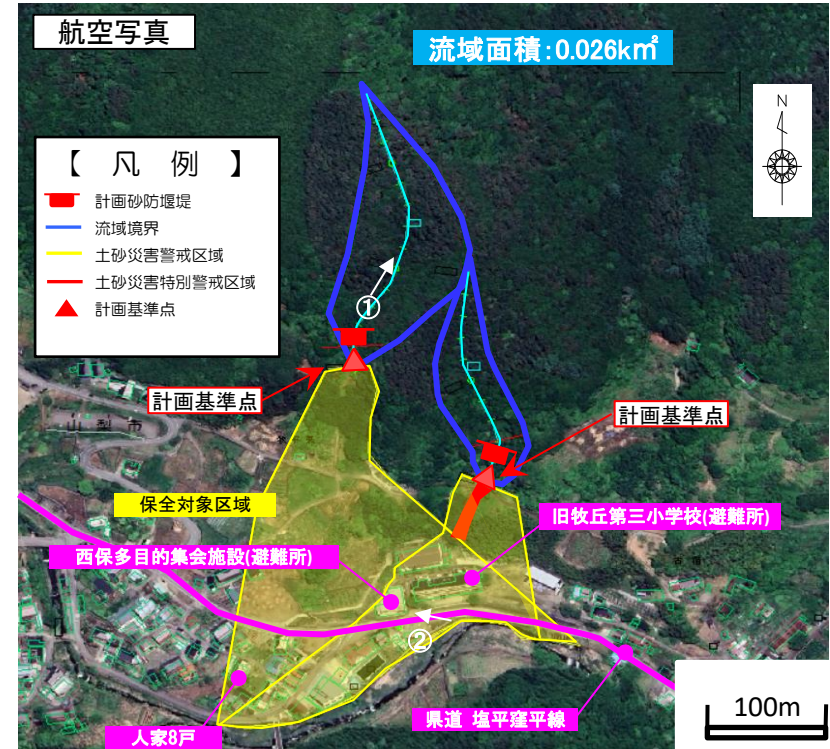 航空写真
流域面積:0.026k㎡
N
【 凡 例 】
計画砂防堰堤
流域境界
土砂災害警戒区域
土砂災害特別警戒区域
計画基準点
①
計画基準点
計画基準点
山梨市
保全対象区域
旧牧丘第三小学校(避難所)
西保多目的集会施設(避難所)
②
人家8戸
県道 塩平窪平線
100m